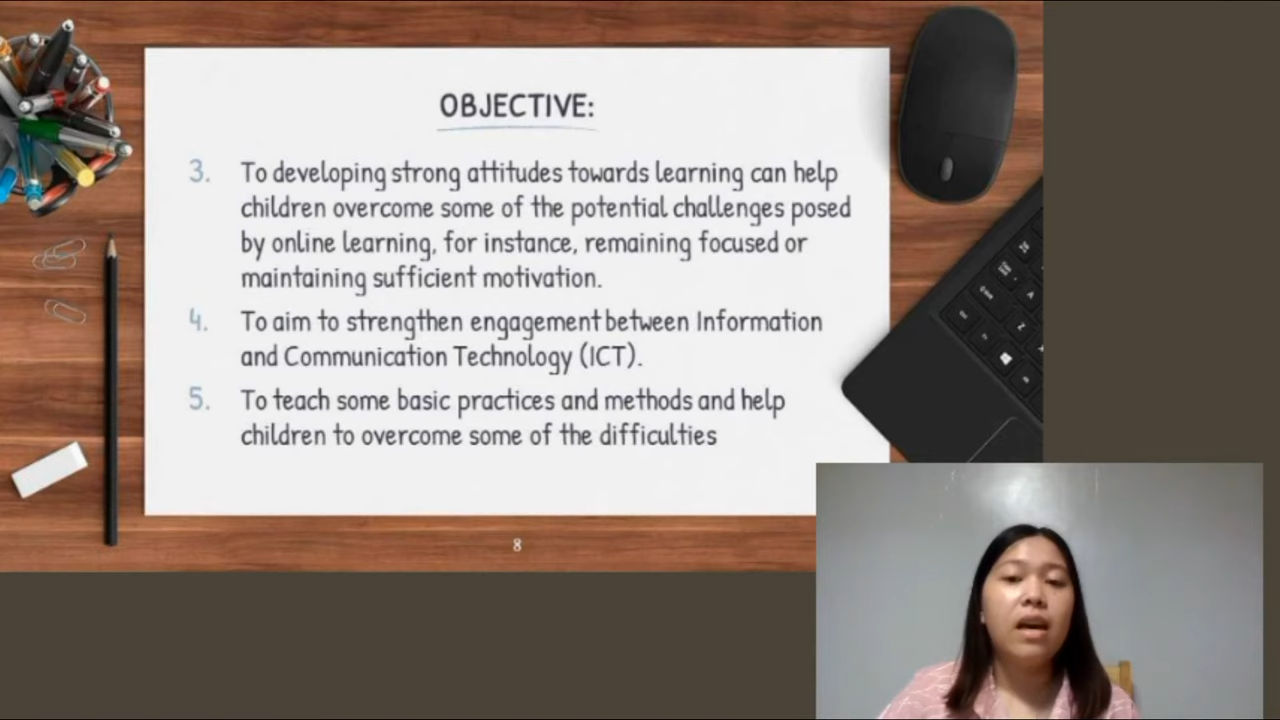 OBJECTIVE:
3. To developing strong attitudes towards learning can help
children overcome some of the potential challenges posed
by online learning, for instance, remaining focused or
maintaining sufficient motivation.
4. To aim to strengthen engagement between Information
and Communication Technology (ICT).
5. To teach some basic practices and methods and help
children to overcome some of the difficulties
8